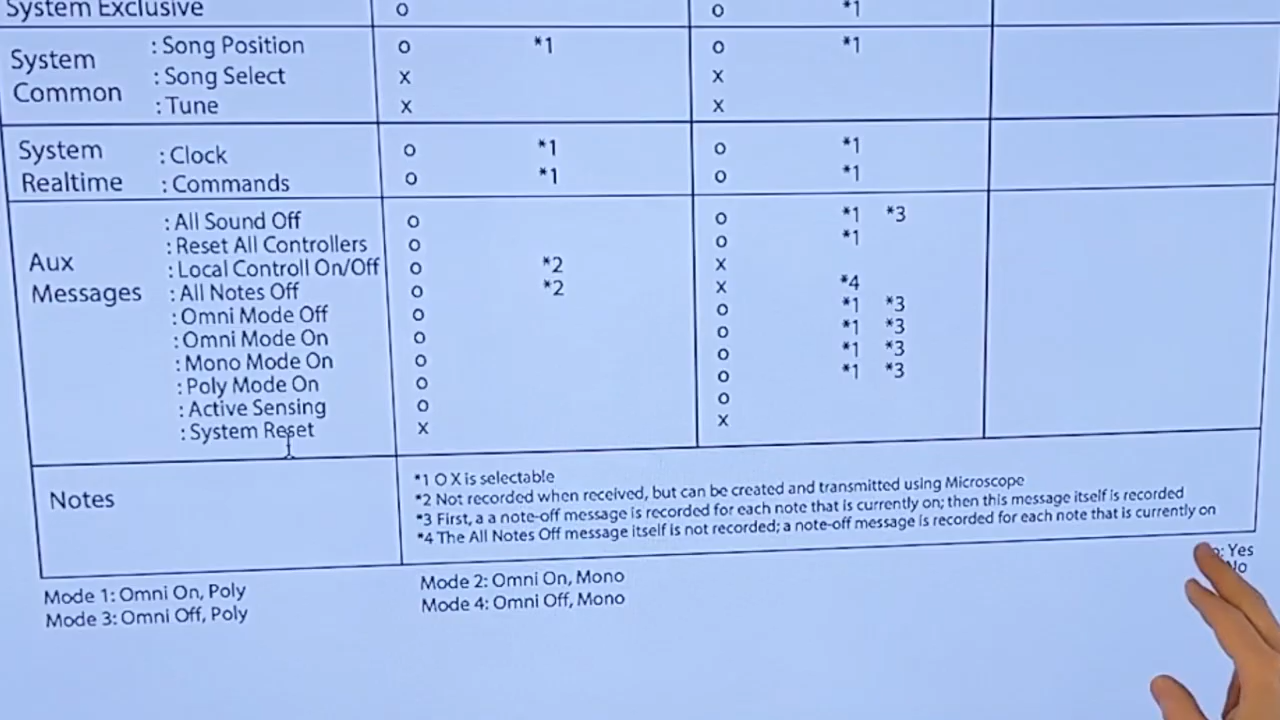 System Exclusive o o *1
System Common : Song Position o *1 o *1
: Song Select x x
: Tune x x
System Realtime : Clock o *1 o *1
: Commands o *1 o *1
Aux Messages : All Sound Off o o *1 *3
: Reset All Controllers o o *1
: Local Controll On/Off o *2 x
: All Notes Off o *2 x *4
: Omni Mode Off o o *1 *3
: Omni Mode On o o *1 *3
: Mono Mode On o o *1 *3
: Poly Mode On o o *1 *3
: Active Sensing o o
: System Reset x x
Notes
*1 O X is selectable
*2 Not recorded when received, but can be created and transmitted using Microscope
*3 First, a a note-off message is recorded for each note that is currently on; then this message itself is recorded
*4 The All Notes Off message itself is not recorded; a note-off message is recorded for each note that is currently on
Mode 1: Omni On, Poly Mode 2: Omni On, Mono : Yes
Mode 3: Omni Off, Poly Mode 4: Omni Off, Mono No